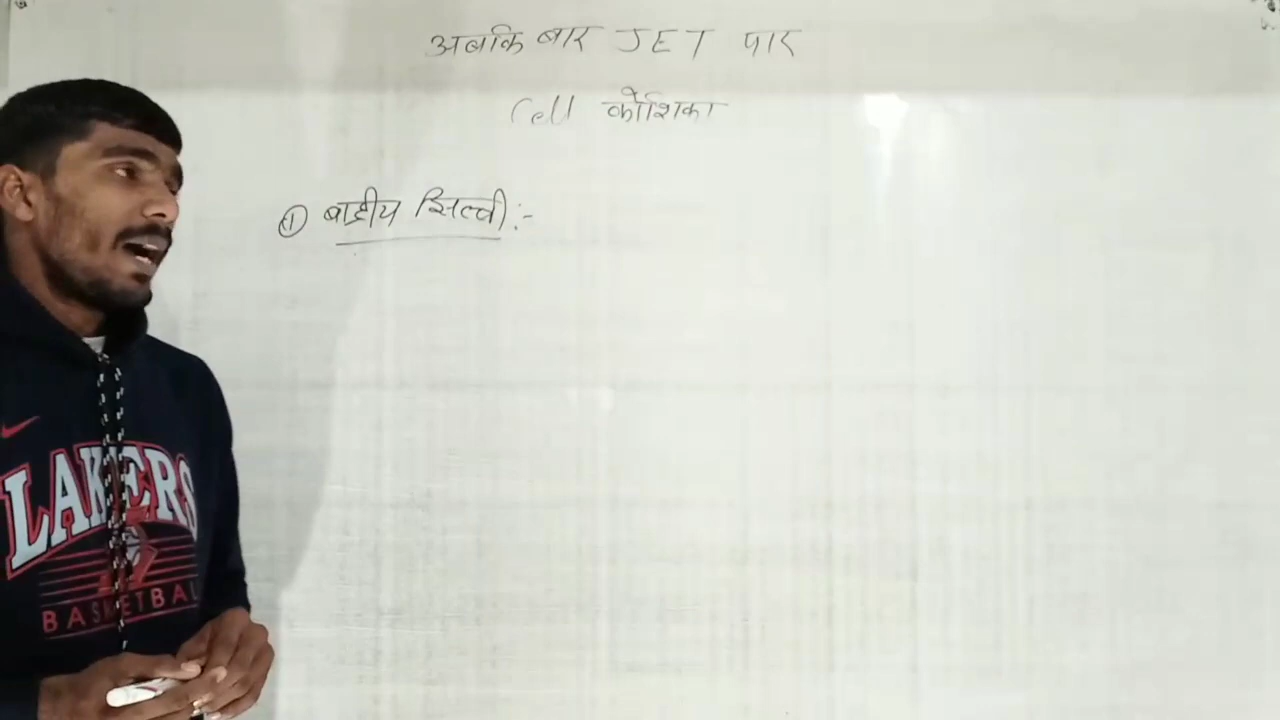 अबकि बार JET पार
Cell कोशिका
① बाहीय झिल्ली :-
LAKERS
BASKETBAL